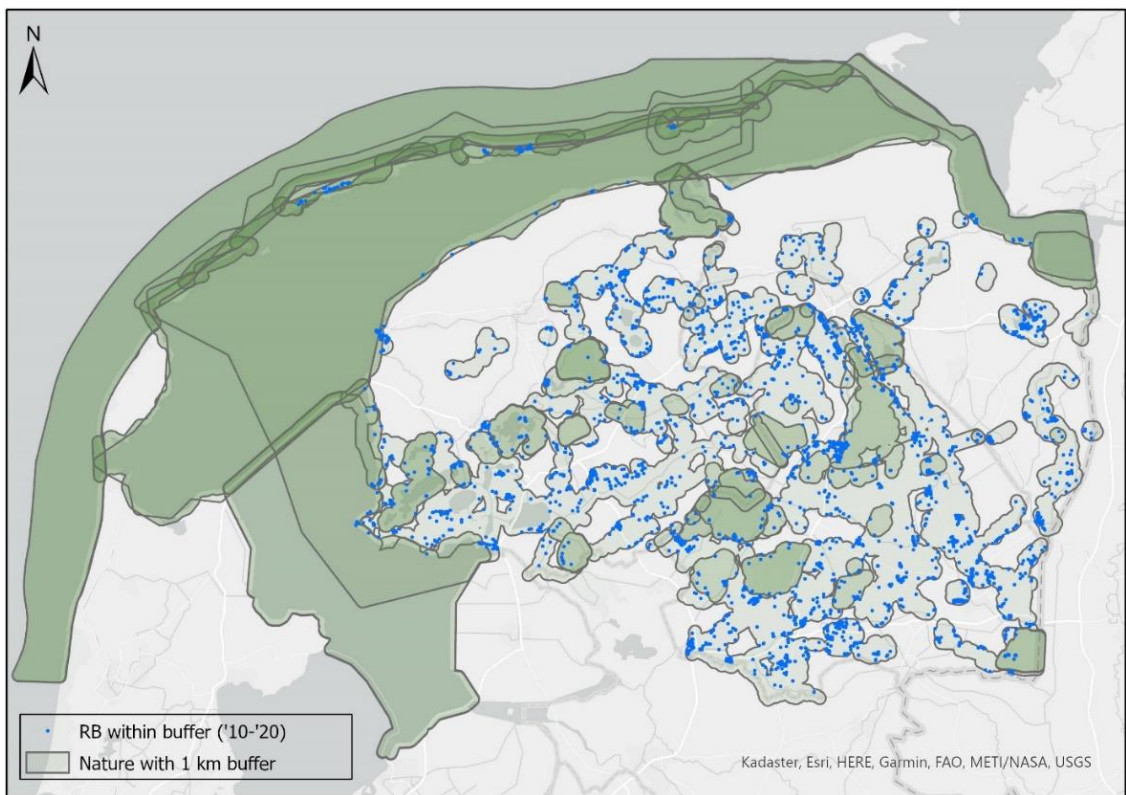 N
RB within buffer ('10-'20)
Nature with 1 km buffer
Kadaster, Esri, HERE, Garmin, FAO, METI/NASA, USGS